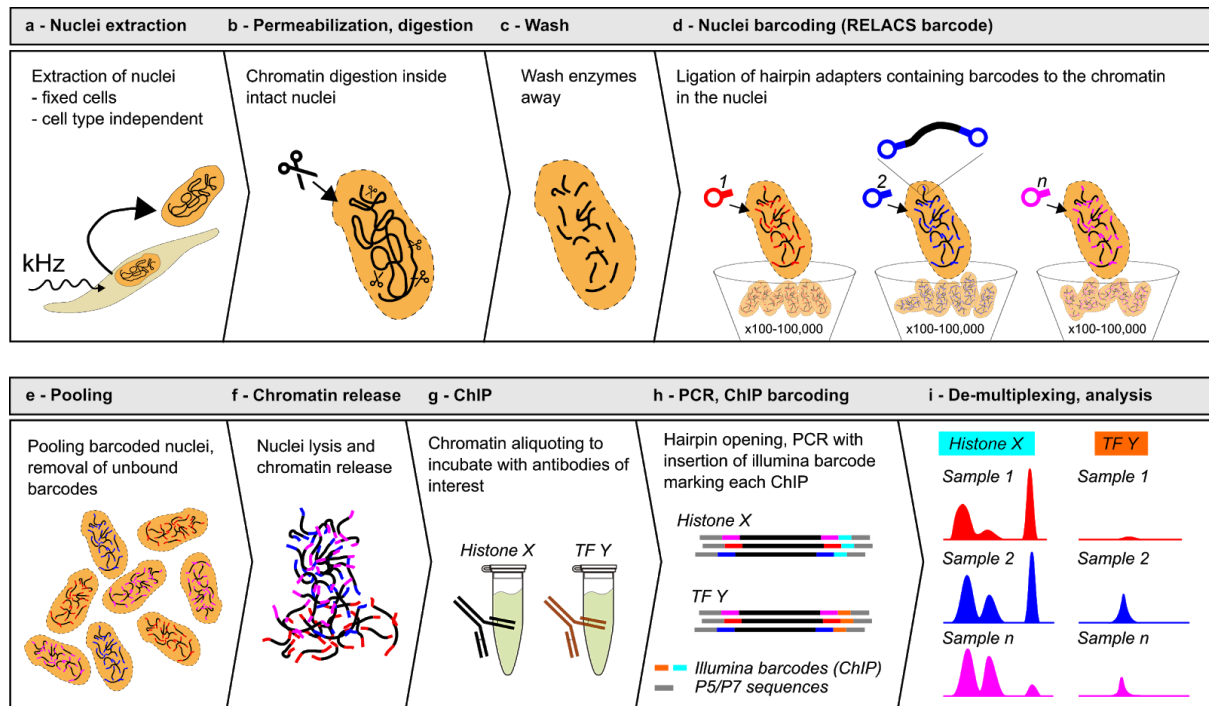 a - Nuclei extraction
b - Permeabilization, digestion
c - Wash
d - Nuclei barcoding (RELACS barcode)
Extraction of nuclei
- fixed cells
- cell type independent
kHz
Chromatin digestion inside
intact nuclei
Wash enzymes
away
Ligation of hairpin adapters containing barcodes to the chromatin
in the nuclei
1
2
n
x100-100,000
x100-100,000
x100-100,000
e - Pooling
f - Chromatin release
g - ChIP
h - PCR, ChIP barcoding
i - De-multiplexing, analysis
Pooling barcoded nuclei,
removal of unbound
barcodes
Nuclei lysis and
chromatin release
Chromatin aliquoting to
incubate with antibodies of
interest
Histone X
TF Y
Hairpin opening, PCR with
insertion of illumina barcode
marking each ChIP
Histone X
TF Y
Illumina barcodes (ChIP)
P5/P7 sequences
Histone X
TF Y
Sample 1
Sample 1
Sample 2
Sample 2
Sample n
Sample n